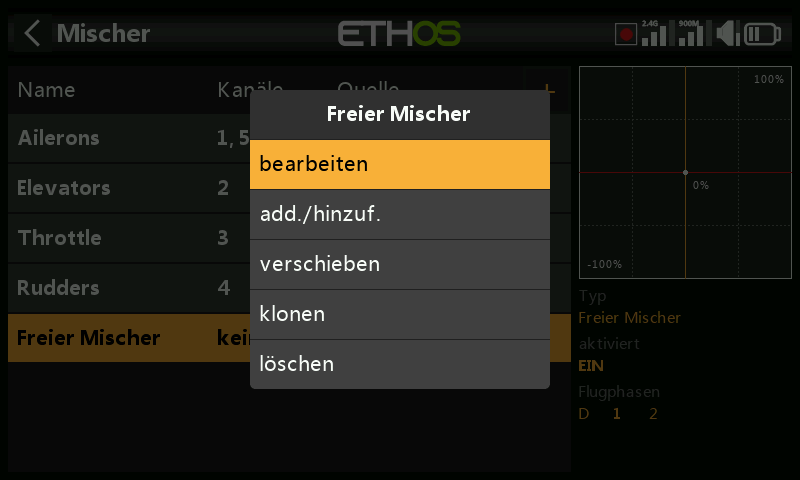 Mischer
ETHOS
2.4G
900M
Name Kanäle Quelle +
Ailerons 1, 5
Elevators 2
Throttle 3
Rudders 4
Freier Mischer kei
Freier Mischer
bearbeiten
add./hinzuf.
verschieben
klonen
löschen
100%
0%
-100%
Typ
Freier Mischer
aktiviert
EIN
Flugphasen
D 1 2